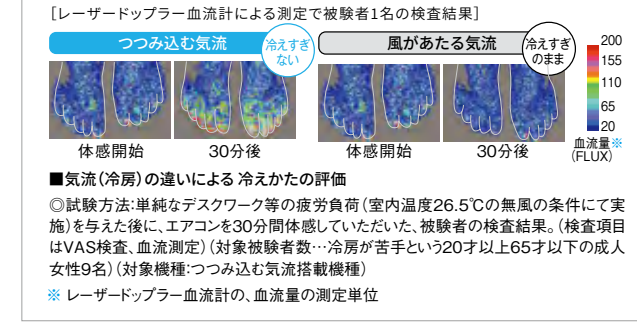 ［レーザードップラー血流計による測定で被験者1名の検査結果］
つつみ込む気流
冷えすぎ
ない
風があたる気流
冷えすぎ
のまま
200
155
110
65
20
血流量※
（FLUX）
体感開始
30分後
体感開始
30分後
■気流（冷房）の違いによる 冷えかたの評価
◎試験方法：単純なデスクワーク等の疲労負荷（室内温度26.5℃の無風の条件にて実
施）を与えた後に、エアコンを30分間体感していただいた、被験者の検査結果。（検査項目
はVAS検査、血流測定）（対象被験者数…冷房が苦手という20才以上65才以下の成人
女性9名）（対象機種：つつみ込む気流搭載機種）
※ レーザードップラー血流計の、血流量の測定単位